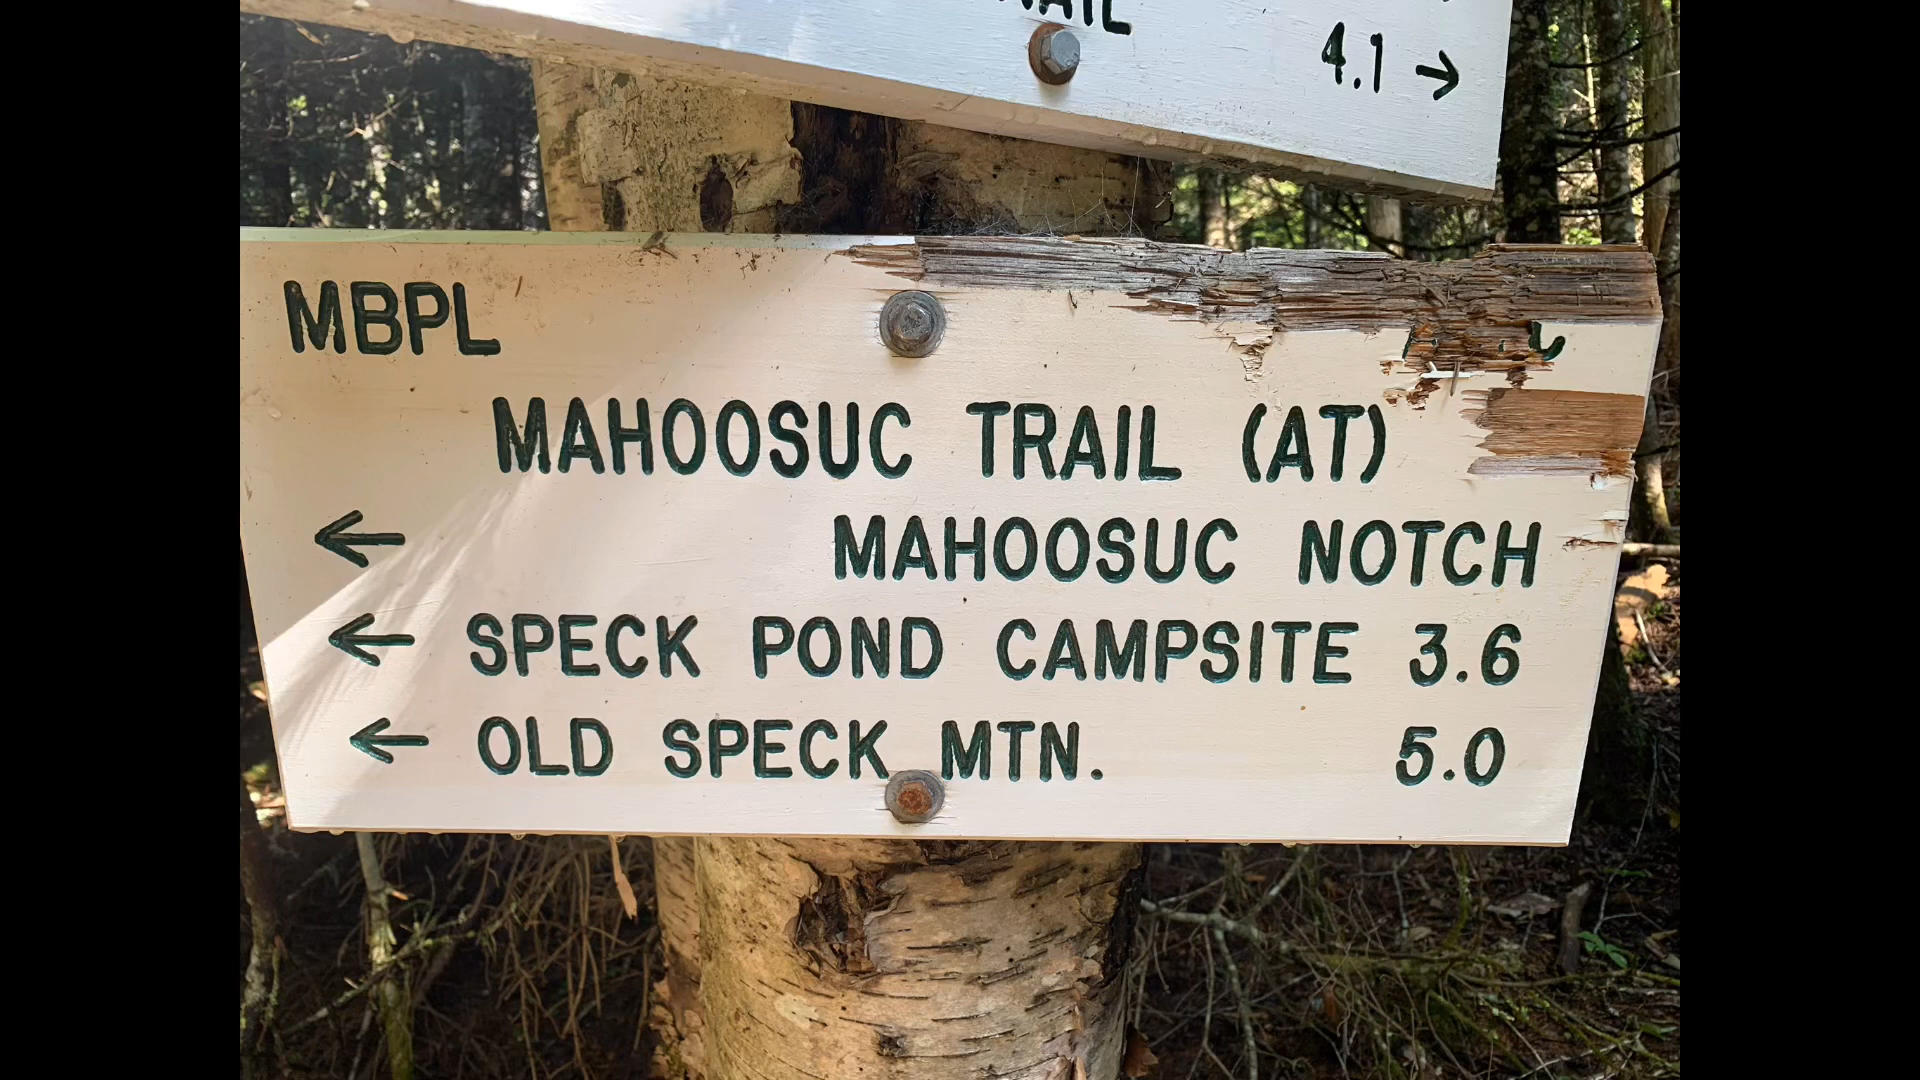 4.1 →
MBPL
MAHOOSUC TRAIL (AT)
← MAHOOSUC NOTCH
← SPECK POND CAMPSITE 3.6
← OLD SPECK MTN. 5.0